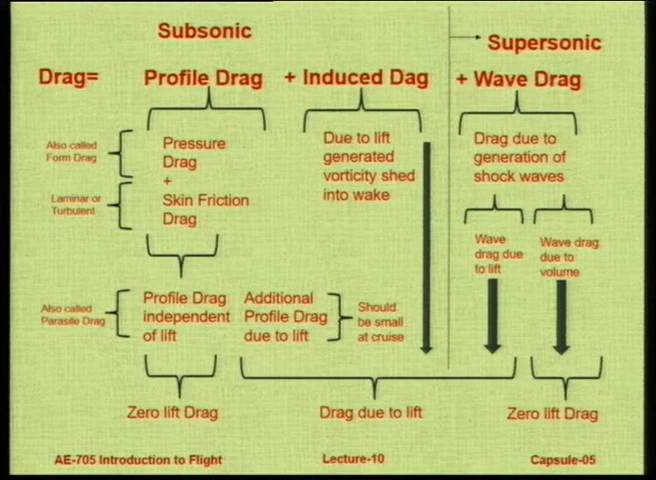 Subsonic
Supersonic
Drag=
Profile Drag
+ Induced Dag
+ Wave Drag
Also called
Form Drag
Pressure
Drag
+
Skin Friction
Drag
Laminar or
Turbulent
Due to lift
generated
vorticity shed
into wake
Drag due to
generation of
shock waves
Wave
drag due
to lift
Wave drag
due to
volume
Also called
Parasite Drag
Profile Drag
independent
of lift
Additional
Profile Drag
due to lift
Should
be small
at cruise
Zero lift Drag
Drag due to lift
Zero lift Drag
AE-705 Introduction to Flight
Lecture-10
Capsule-05